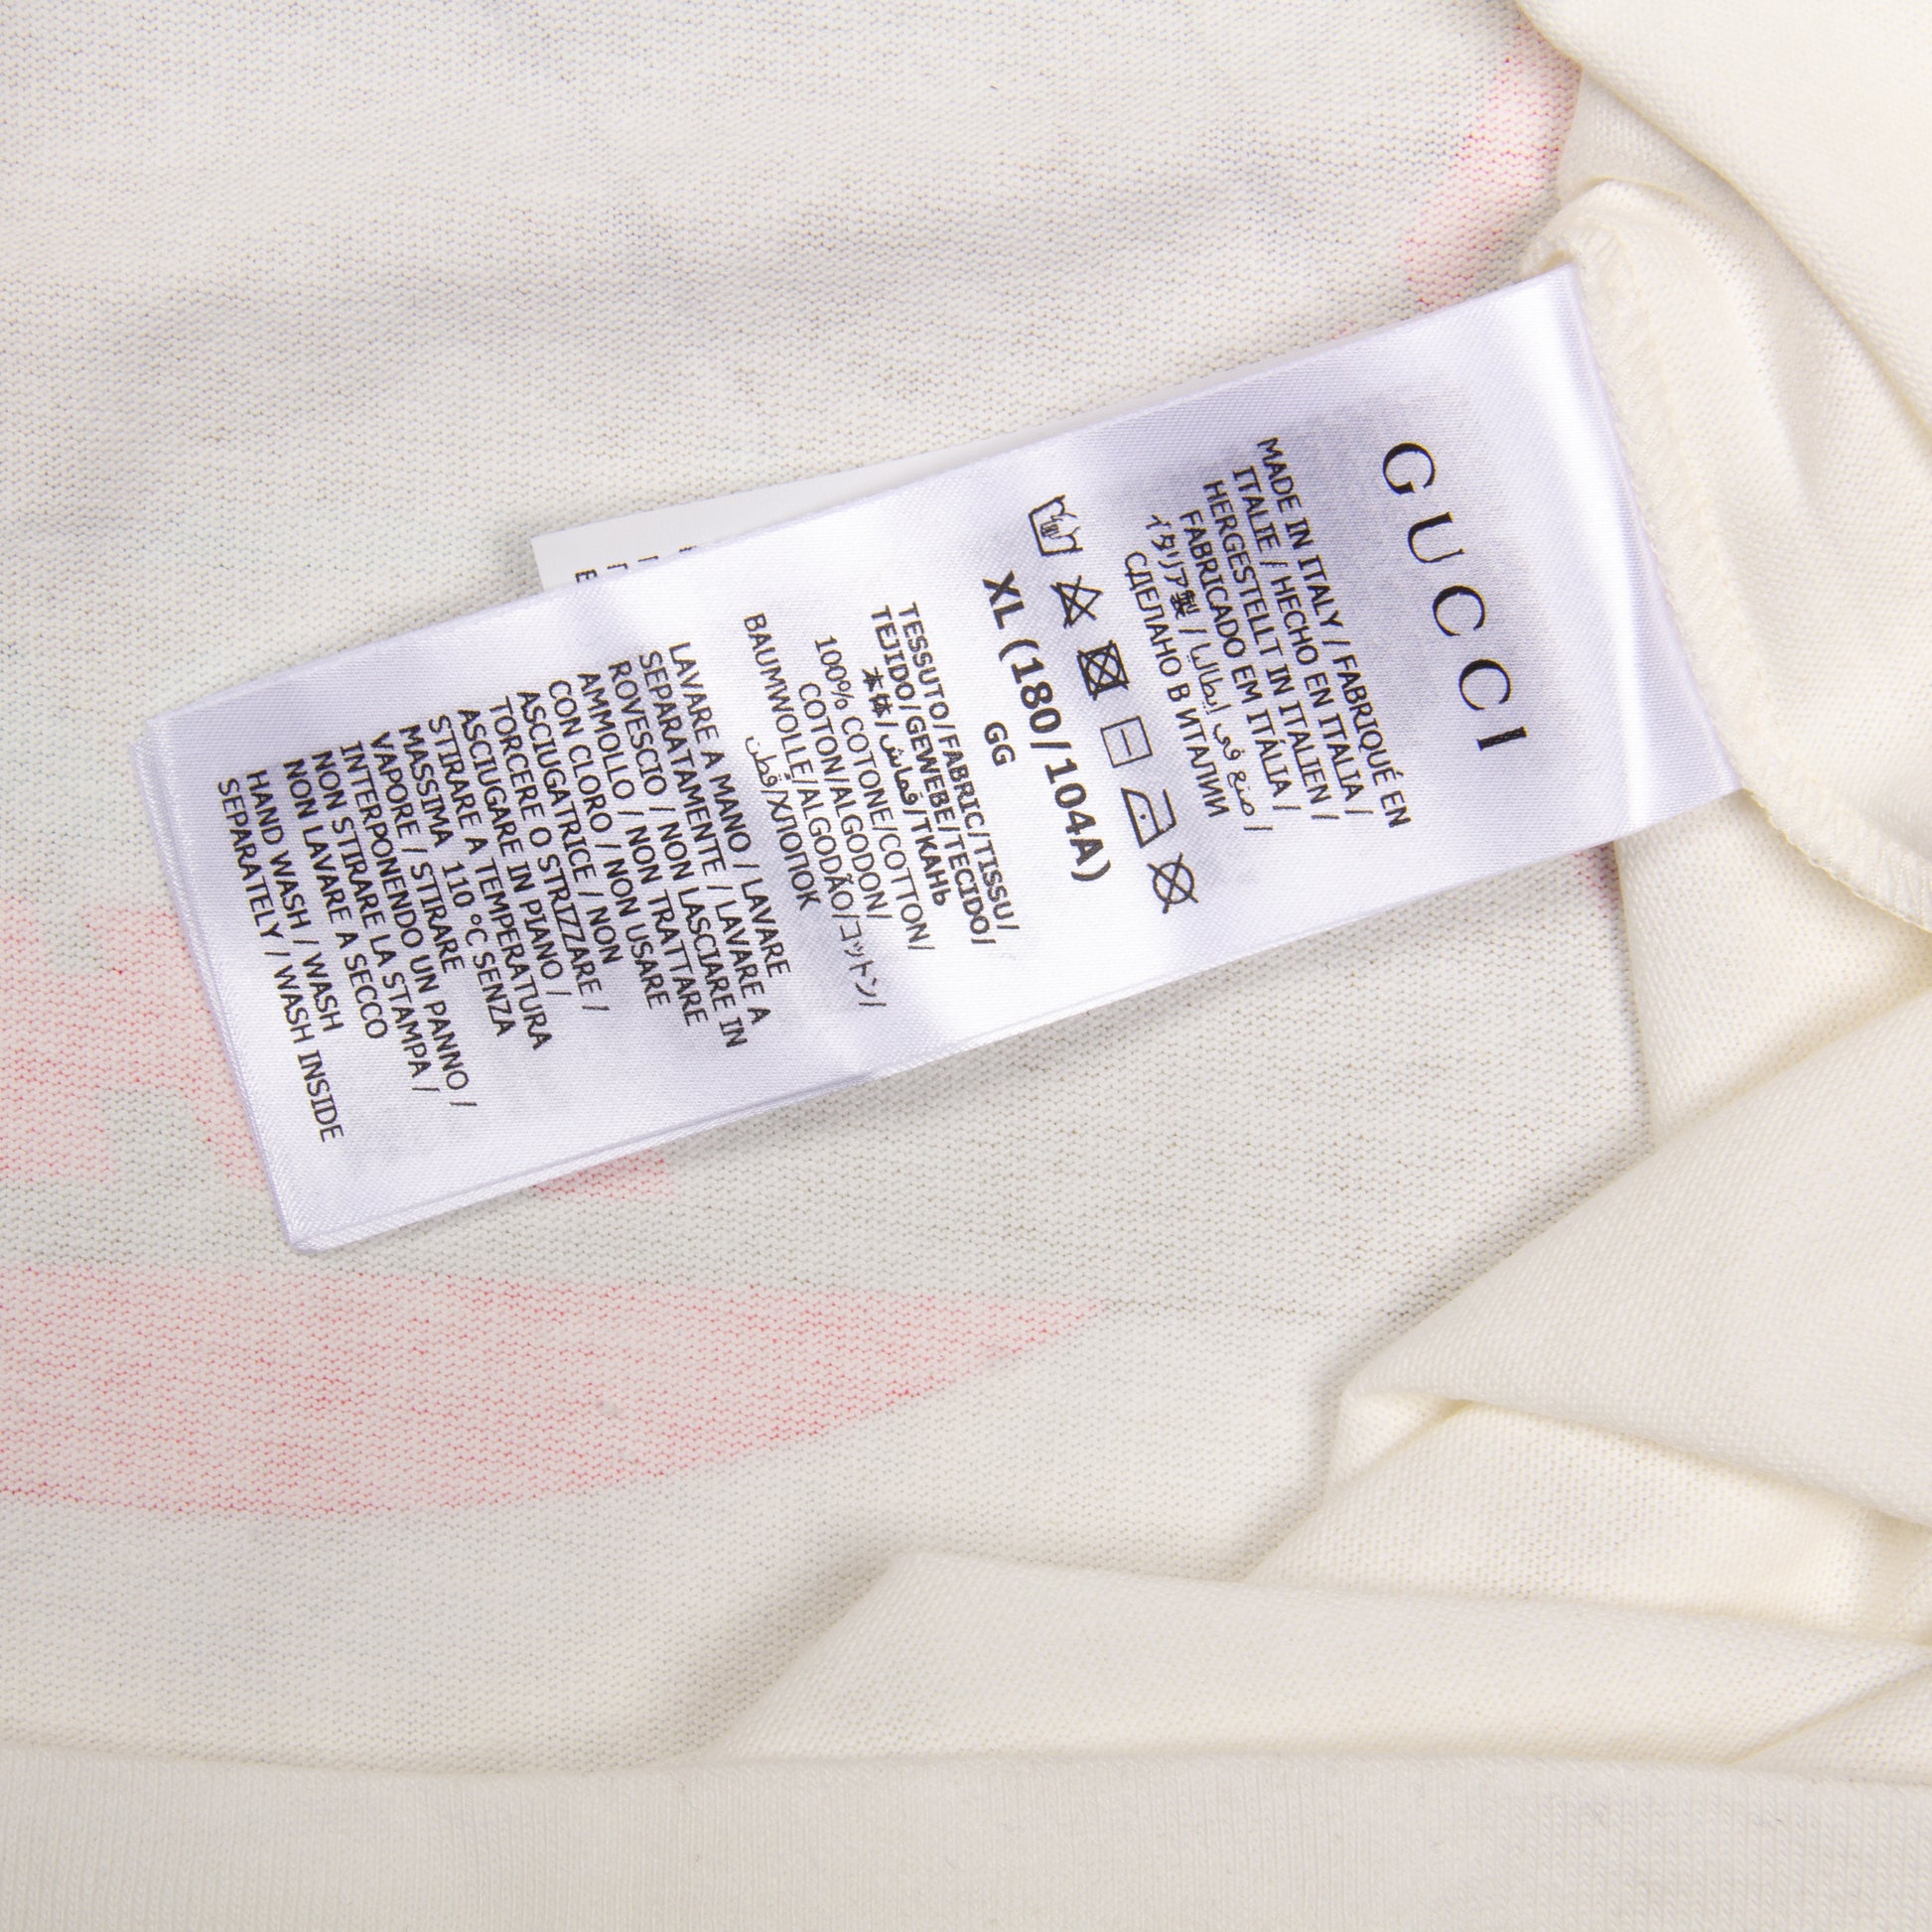 GUCCI
MADE IN ITALY / FABRIQUÉ EN
ITALIE / HECHO EN ITALIA /
HERGESTELLT IN ITALIEN /
FABRICADO EM ITÁLIA /
イタリア製 / صنع في إيطاليا /
СДЕЛАНО В ИТАЛИИ
XL (180/104A)
GG
TESSUTO/FABRIC/TISSU/
TEJIDO/GEWEBE/TECIDO/
本体/قماش/ТКАНЬ
100% COTONE/COTTON/
COTON/ALGODON/
BAUMWOLLE/ALGODÃO/コットン/
قطن/ХЛОПОК
LAVARE A MANO / LAVARE
SEPARATAMENTE / LAVARE A
ROVESCIO / NON LASCIARE IN
AMMOLLO / NON TRATTARE
CON CLORO / NON USARE
ASCIUGATRICE / NON
TORCERE O STRIZZARE /
ASCIUGARE IN PIANO /
STIRARE A TEMPERATURA
MASSIMA 110 °C SENZA
VAPORE / STIRARE
INTERPONENDO UN PANNO /
NON STIRARE LA STAMPA /
NON LAVARE A SECCO
HAND WASH / WASH
SEPARATELY / WASH INSIDE